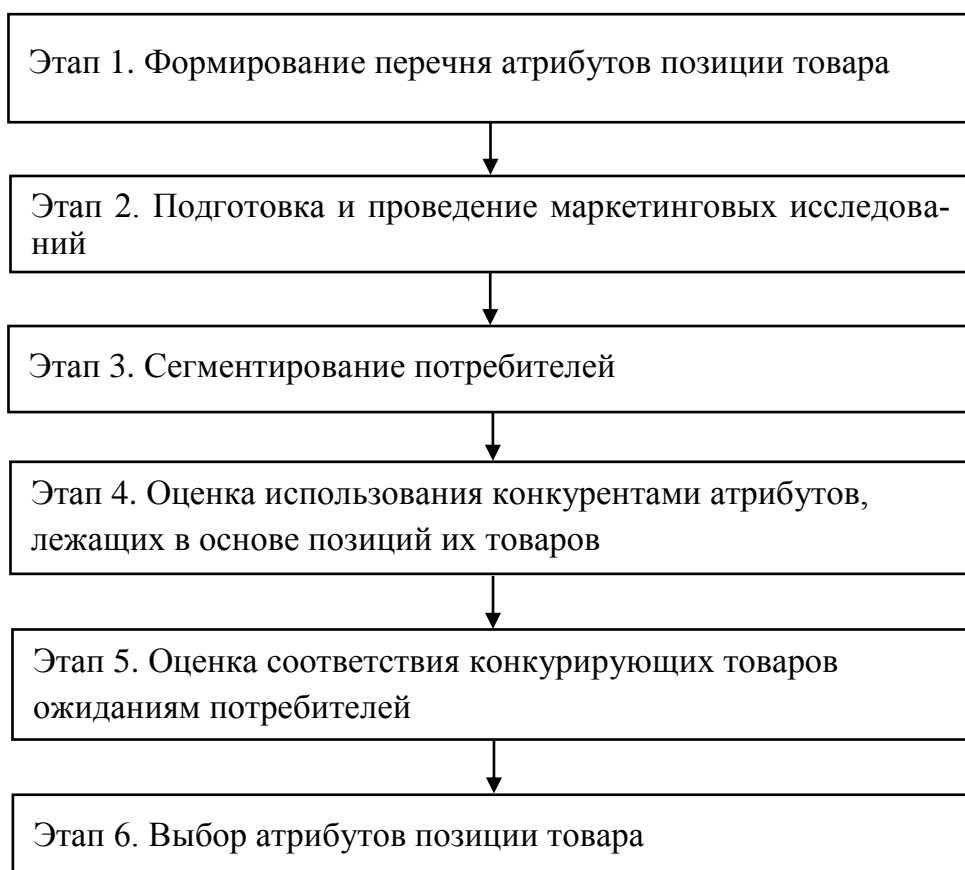 Этап 1. Формирование перечня атрибутов позиции товара
Этап 2. Подготовка и проведение маркетинговых исследова-
ний
Этап 3. Сегментирование потребителей
Этап 4. Оценка использования конкурентами атрибутов,
лежащих в основе позиций их товаров
Этап 5. Оценка соответствия конкурирующих товаров
ожиданиям потребителей
Этап 6. Выбор атрибутов позиции товара